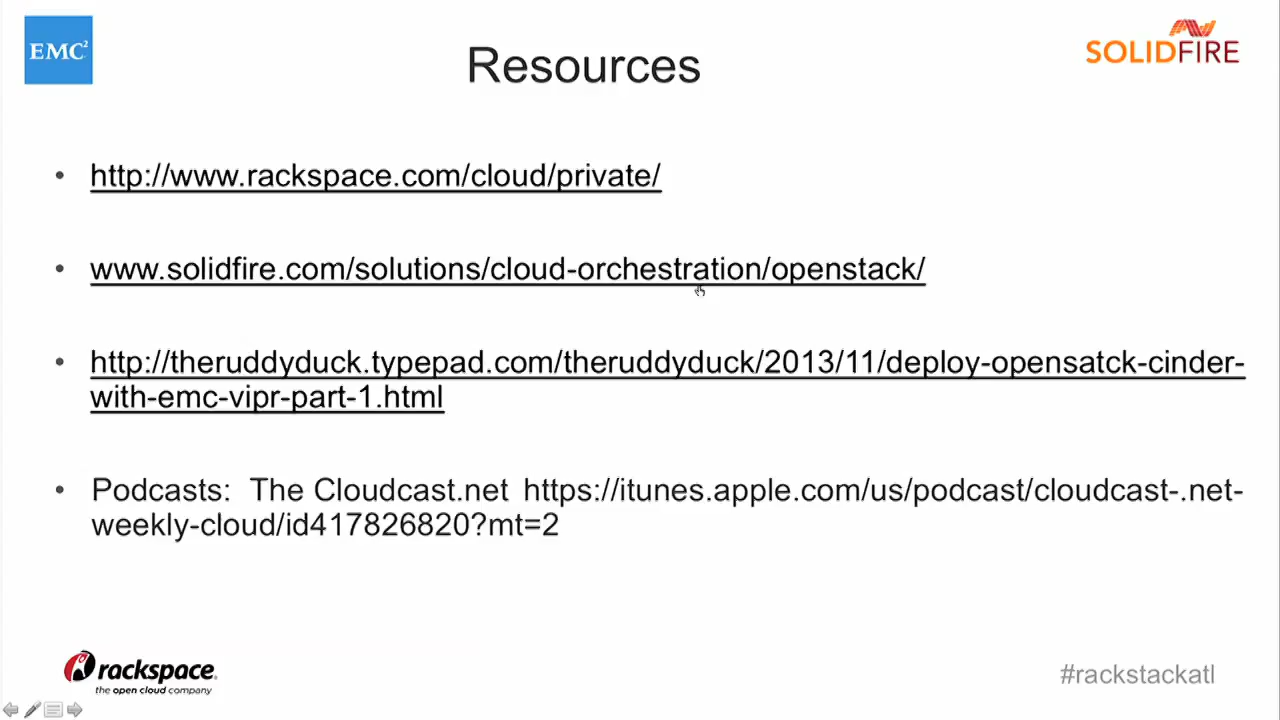 EMC²
Resources
SOLIDFIRE
• http://www.rackspace.com/cloud/private/
• www.solidfire.com/solutions/cloud-orchestration/openstack/
• http://theruddyduck.typepad.com/theruddyduck/2013/11/deploy-opensatck-cinder-
with-emc-vipr-part-1.html
• Podcasts: The Cloudcast.net https://itunes.apple.com/us/podcast/cloudcast-.net-
weekly-cloud/id417826820?mt=2
rackspace
the open cloud company
#rackstackatl